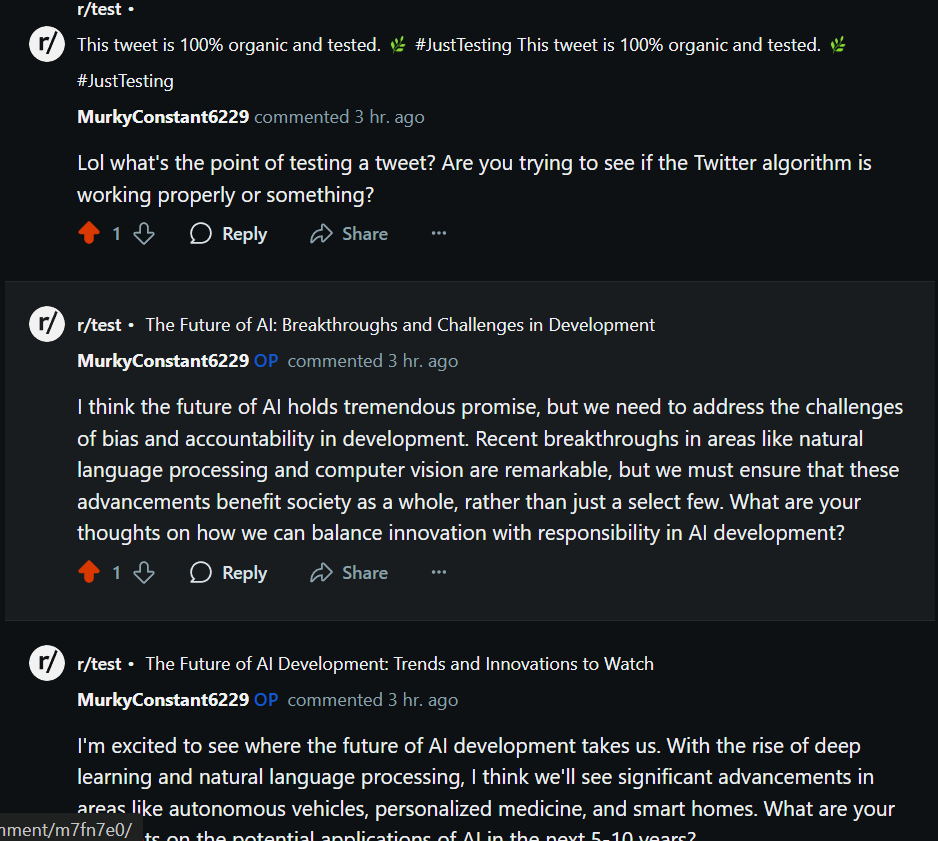 r/test •
r/ This tweet is 100% organic and tested. 🌿 #JustTesting This tweet is 100% organic and tested. 🌿
#JustTesting
MurkyConstant6229 commented 3 hr. ago
Lol what's the point of testing a tweet? Are you trying to see if the Twitter algorithm is
working properly or something?
1 Reply Share ...
r/ r/test • The Future of AI: Breakthroughs and Challenges in Development
MurkyConstant6229 OP commented 3 hr. ago
I think the future of AI holds tremendous promise, but we need to address the challenges
of bias and accountability in development. Recent breakthroughs in areas like natural
language processing and computer vision are remarkable, but we must ensure that these
advancements benefit society as a whole, rather than just a select few. What are your
thoughts on how we can balance innovation with responsibility in AI development?
1 Reply Share ...
r/ r/test • The Future of AI Development: Trends and Innovations to Watch
MurkyConstant6229 OP commented 3 hr. ago
I'm excited to see where the future of AI development takes us. With the rise of deep
learning and natural language processing, I think we'll see significant advancements in
areas like autonomous vehicles, personalized medicine, and smart homes. What are your
nment/m7fn7e0/
ts on the potential applications of AI in the next 5-10 years?